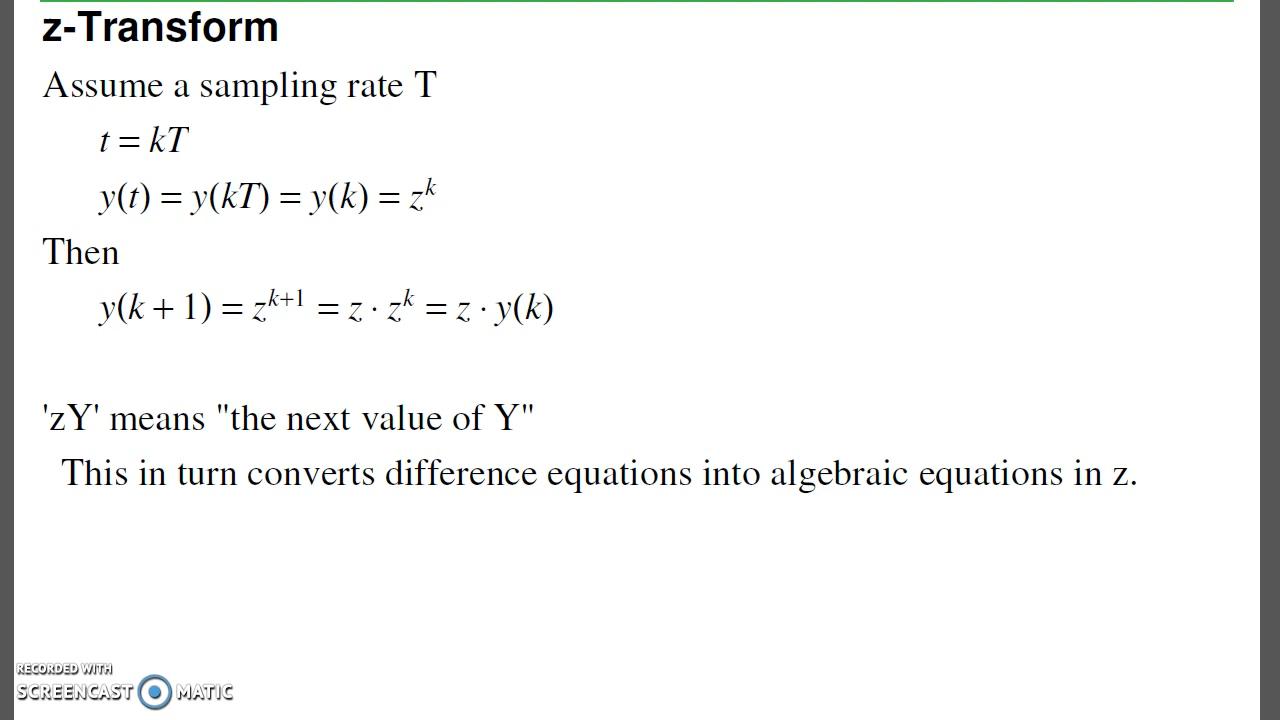 z-Transform
Assume a sampling rate T
t = kT
y(t) = y(kT) = y(k) = z^k
Then
y(k + 1) = z^{k+1} = z · z^k = z · y(k)
'zY' means "the next value of Y"
This in turn converts difference equations into algebraic equations in z.
RECORDED WITH
SCREENCAST MATIC